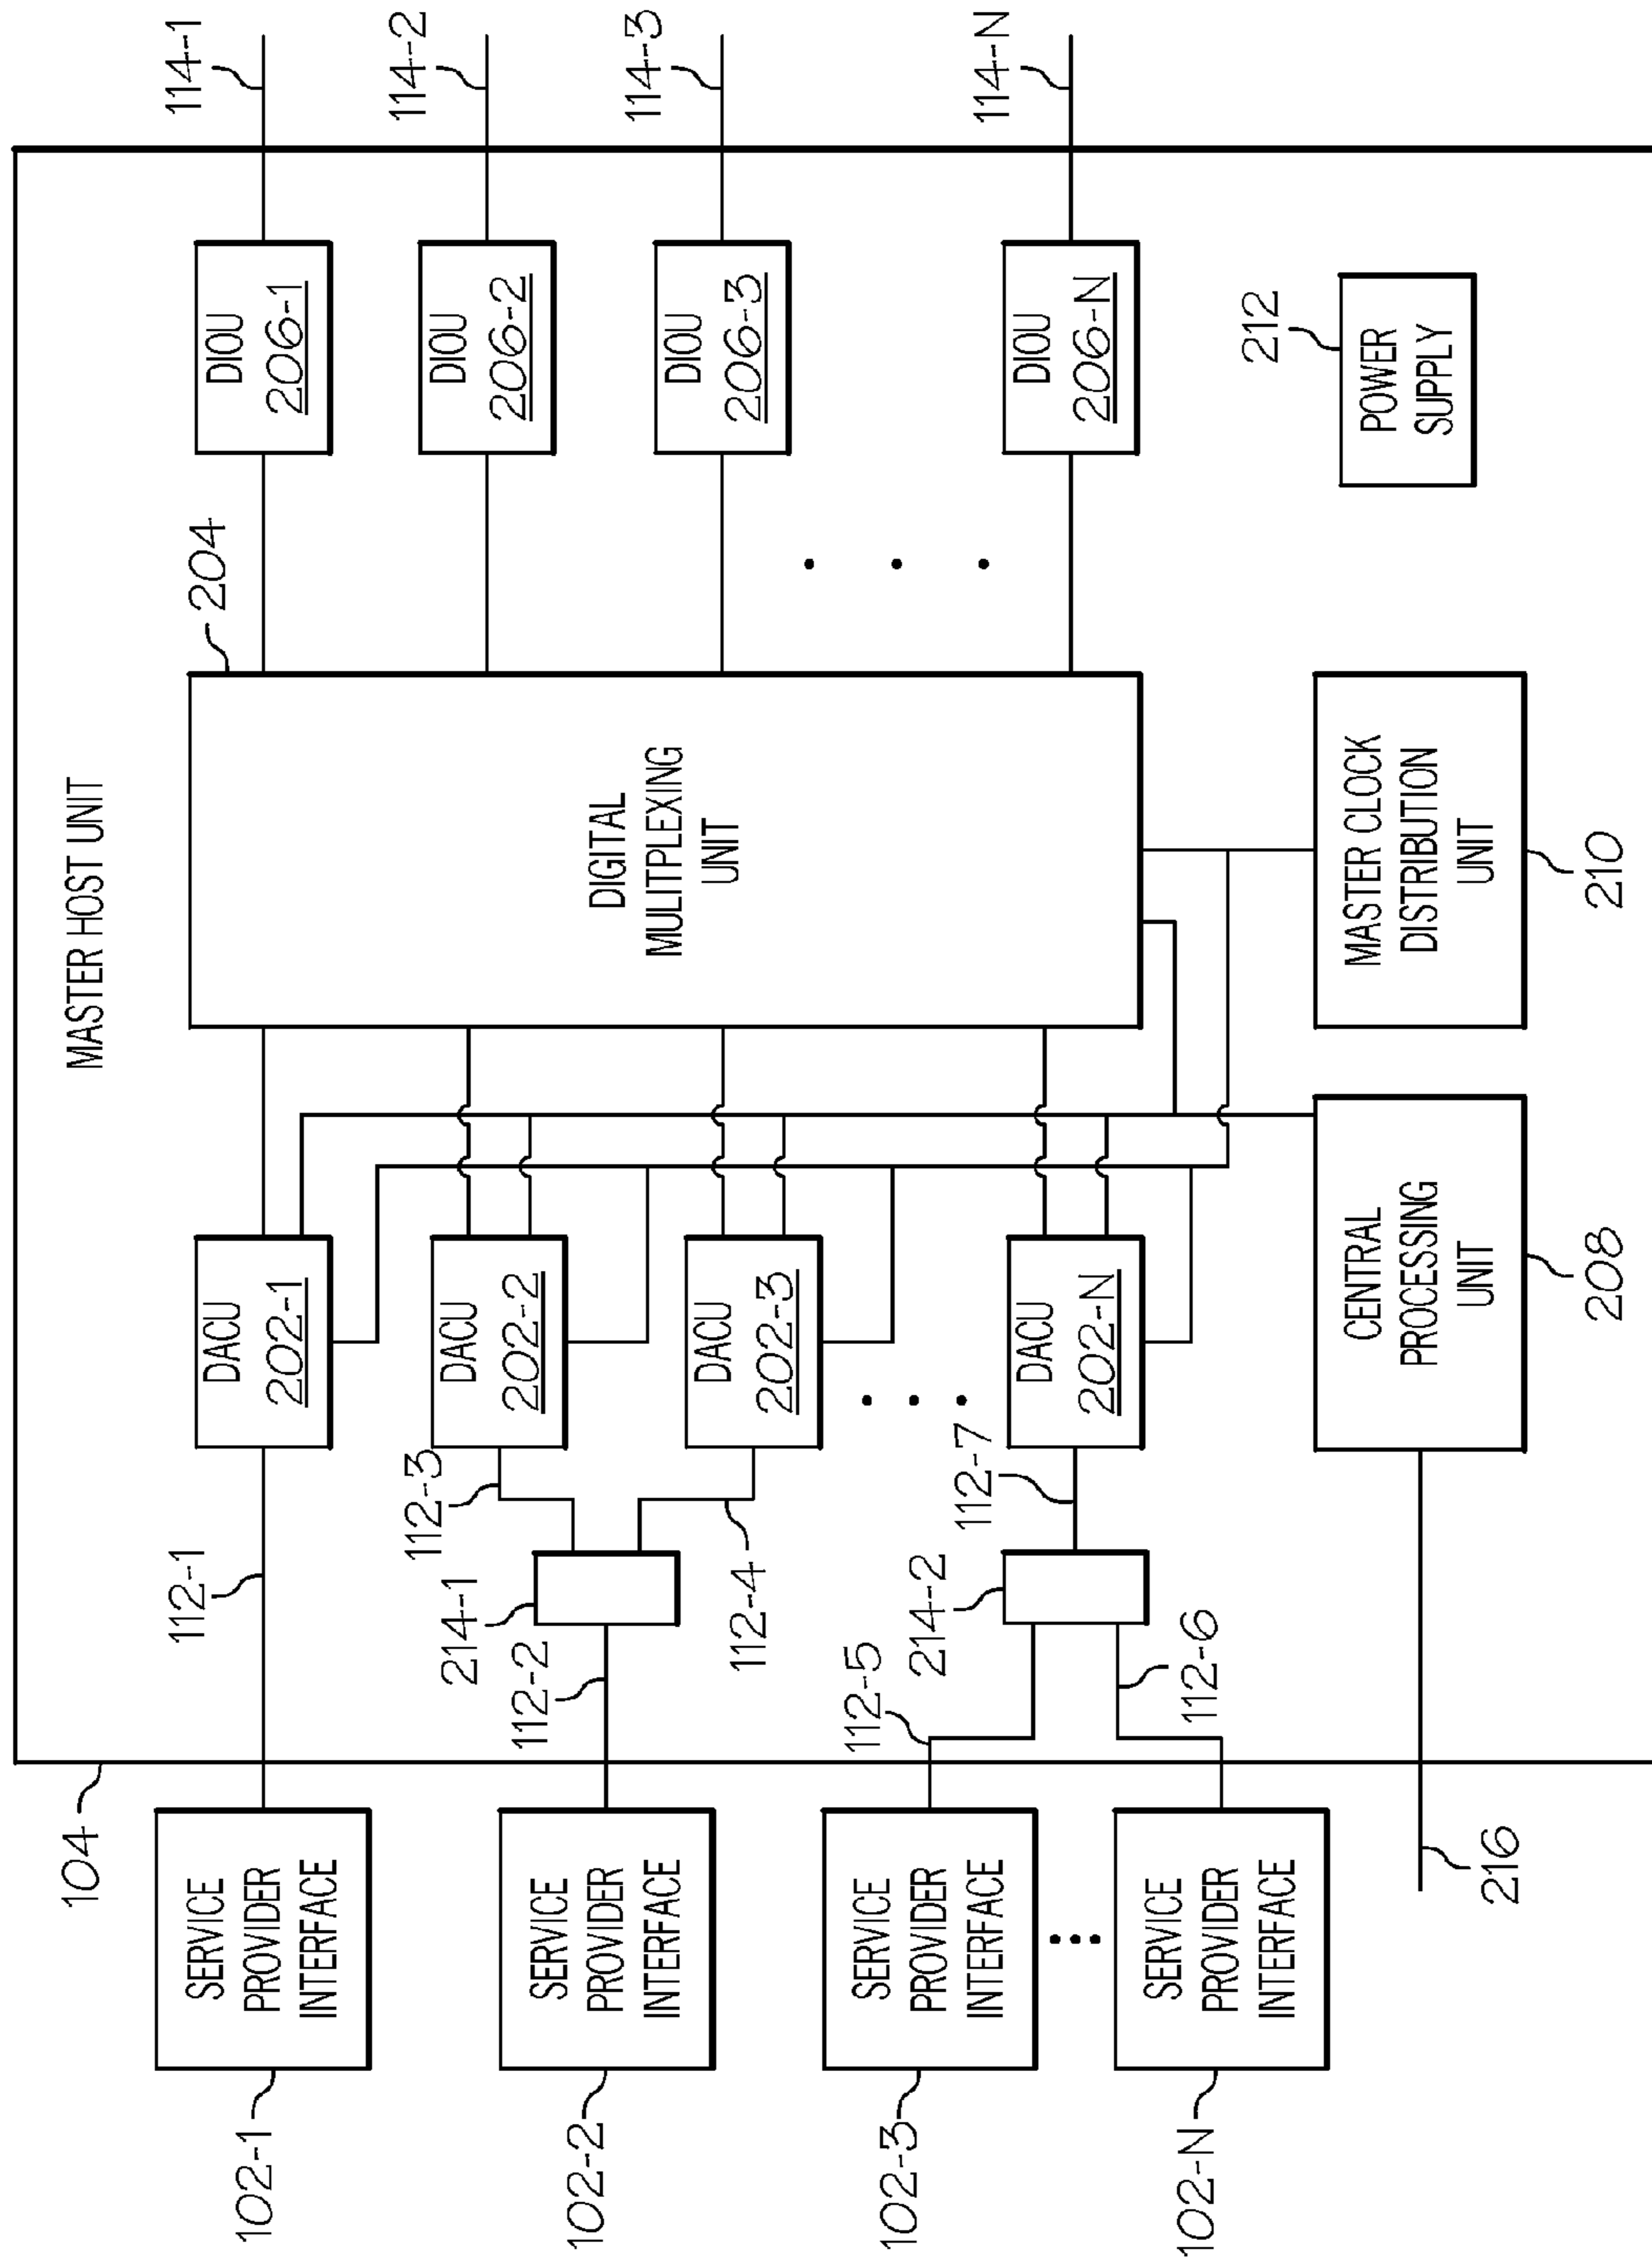 MASTER HOST UNIT
104
SERVICE
PROVIDER
INTERFACE
102-1
SERVICE
PROVIDER
INTERFACE
102-2
SERVICE
PROVIDER
INTERFACE
102-3
SERVICE
PROVIDER
INTERFACE
102-N
112-1
112-2
214-1
112-3
112-4
112-5
112-6
214-2
112-7
216
DACU
202-1
DACU
202-2
DACU
202-3
DACU
202-N
CENTRAL
PROCESSING
UNIT
208
204
DIGITAL
MULITPLEXING
UNIT
MASTER CLOCK
DISTRIBUTION
UNIT
210
DIOU
206-1
DIOU
206-2
DIOU
206-3
DIOU
206-N
212
POWER
SUPPLY
114-1
114-2
114-3
114-N